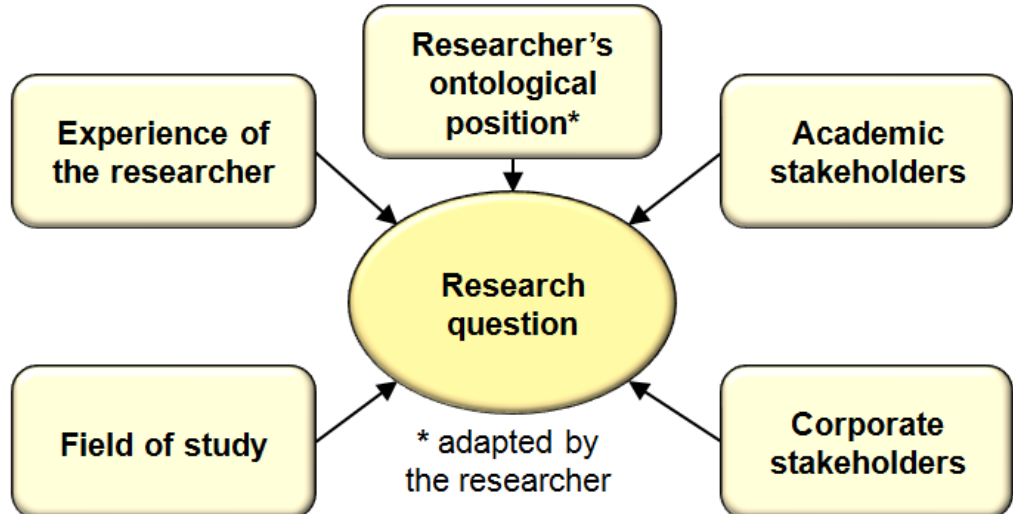 Researcher's
ontological
position*
Experience of
the researcher
Academic
stakeholders
Research
question
Field of study
* adapted by
the researcher
Corporate
stakeholders